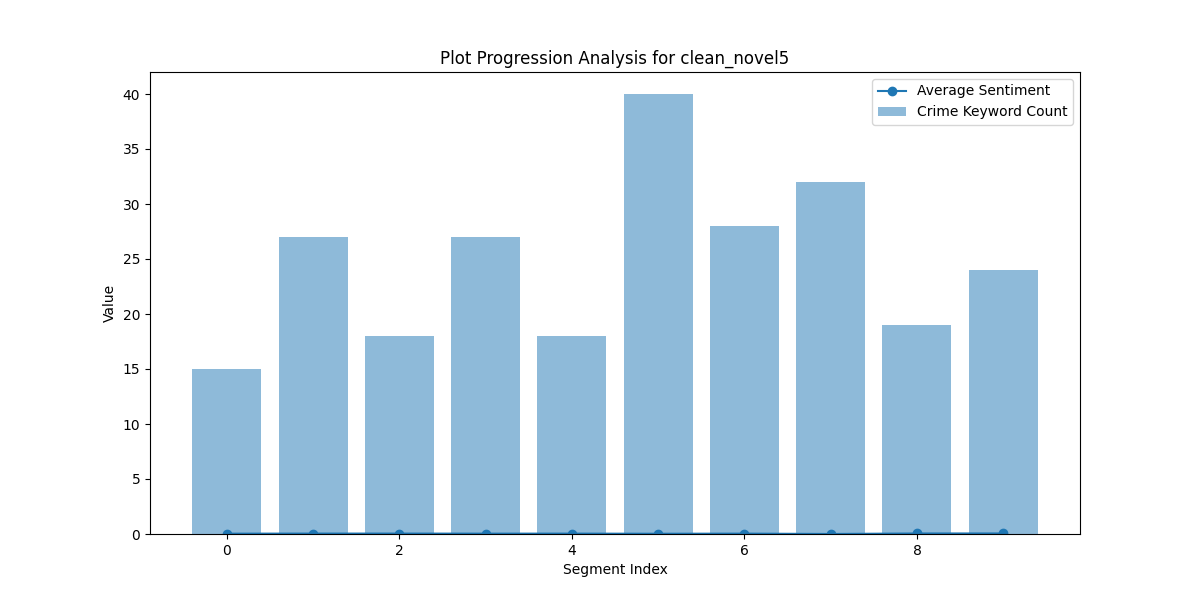 Plot Progression Analysis for clean_novel5
Average Sentiment
Crime Keyword Count
40
35
30
25
20
15
10
5
0
Value
0 2 4 6 8
Segment Index